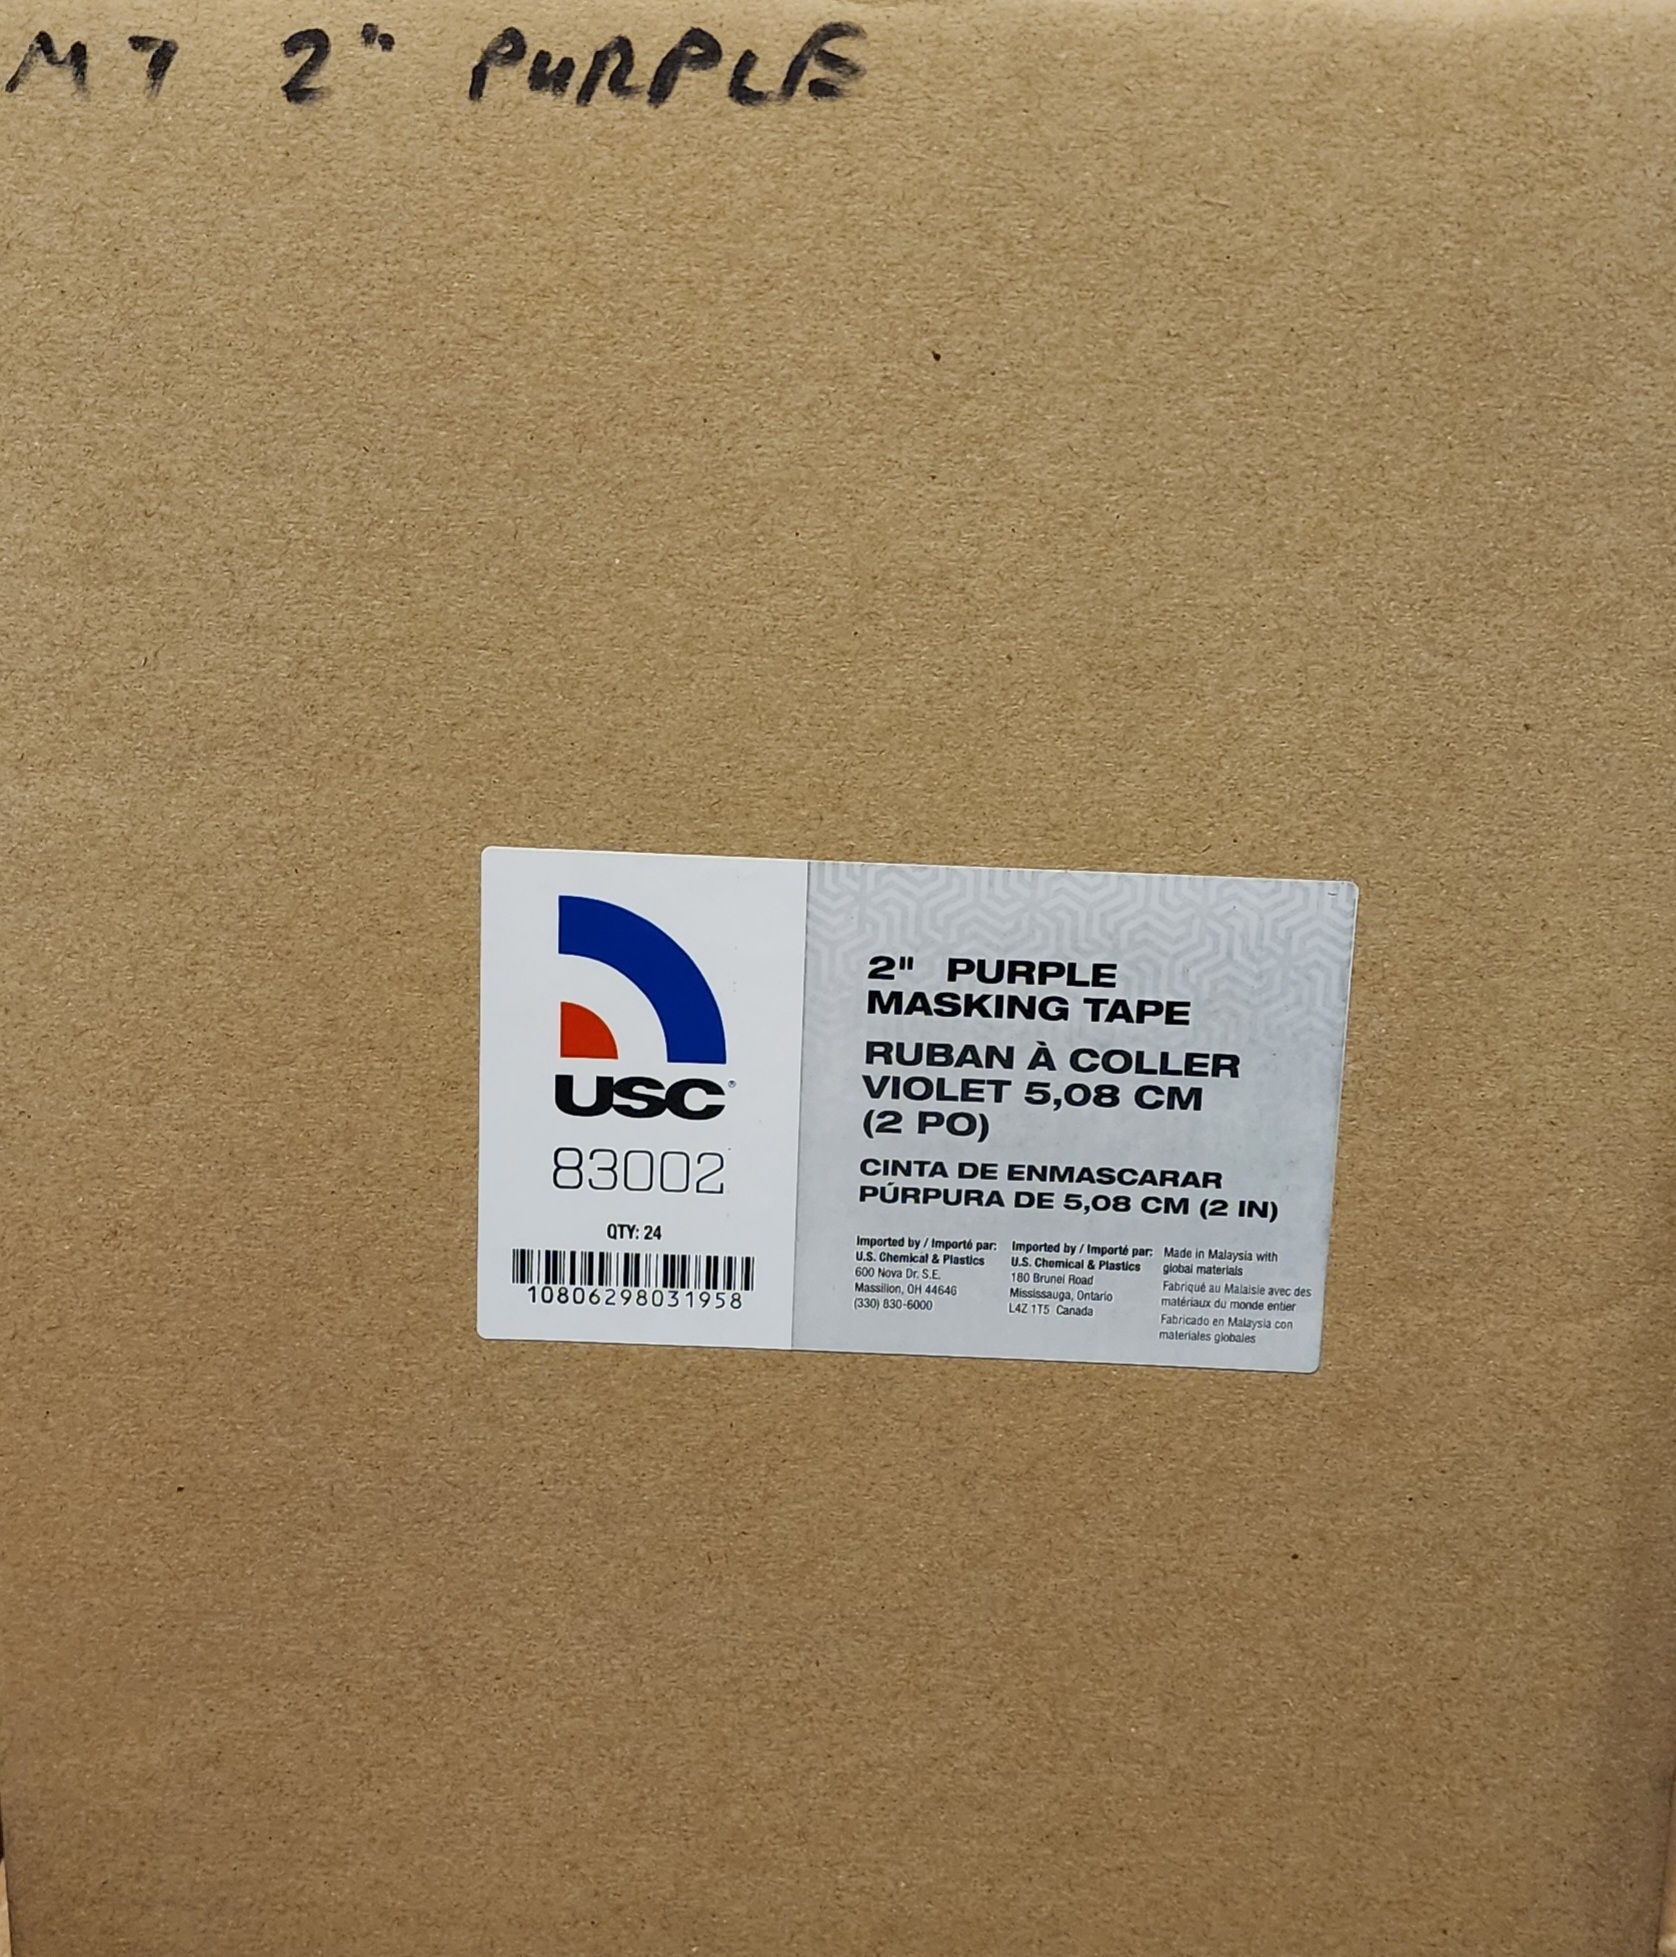 MT 2" PURPLE
USC®
83002
QTY: 24
10806298031958
2" PURPLE
MASKING TAPE
RUBAN À COLLER
VIOLET 5,08 CM
(2 PO)
CINTA DE ENMASCARAR
PÚRPURA DE 5,08 CM (2 IN)
Imported by / Importé par:
U.S. Chemical & Plastics
600 Nova Dr. S.E.
Massillon, OH 44646
(330) 830-6000
Imported by / Importé par:
U.S. Chemical & Plastics
180 Brunel Road
Mississauga, Ontario
L4Z 1T5 Canada
Made in Malaysia with
global materials
Fabriqué au Malaisie avec des
matériaux du monde entier
Fabricado en Malaysia con
materiales globales